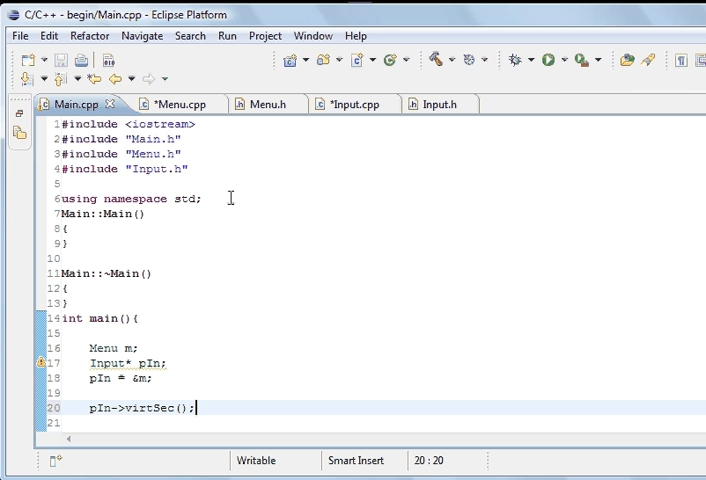 C/C++ - begin/Main.cpp - Eclipse Platform
File Edit Refactor Navigate Search Run Project Window Help
Main.cpp *Menu.cpp Menu.h *Input.cpp Input.h
1#include <iostream>
2#include "Main.h"
3#include "Menu.h"
4#include "Input.h"
5
6using namespace std;
7Main::Main()
8{
9}
10
11Main::~Main()
12{
13}
14int main(){
15
16 Menu m;
17 Input* pIn;
18 pIn = &m;
19
20 pIn->virtSec();
21
Writable Smart Insert 20 : 20